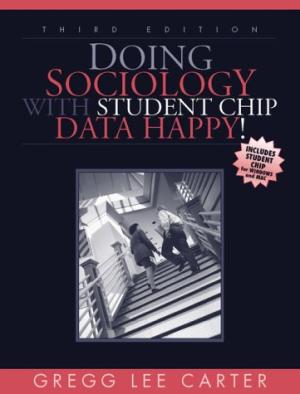 THIRD EDITION
DOING
SOCIOLOGY
WITH STUDENT CHIP
DATA HAPPY!
INCLUDES
STUDENT
CHIP
for WINDOWS
and MAC
GREGG LEE CARTER